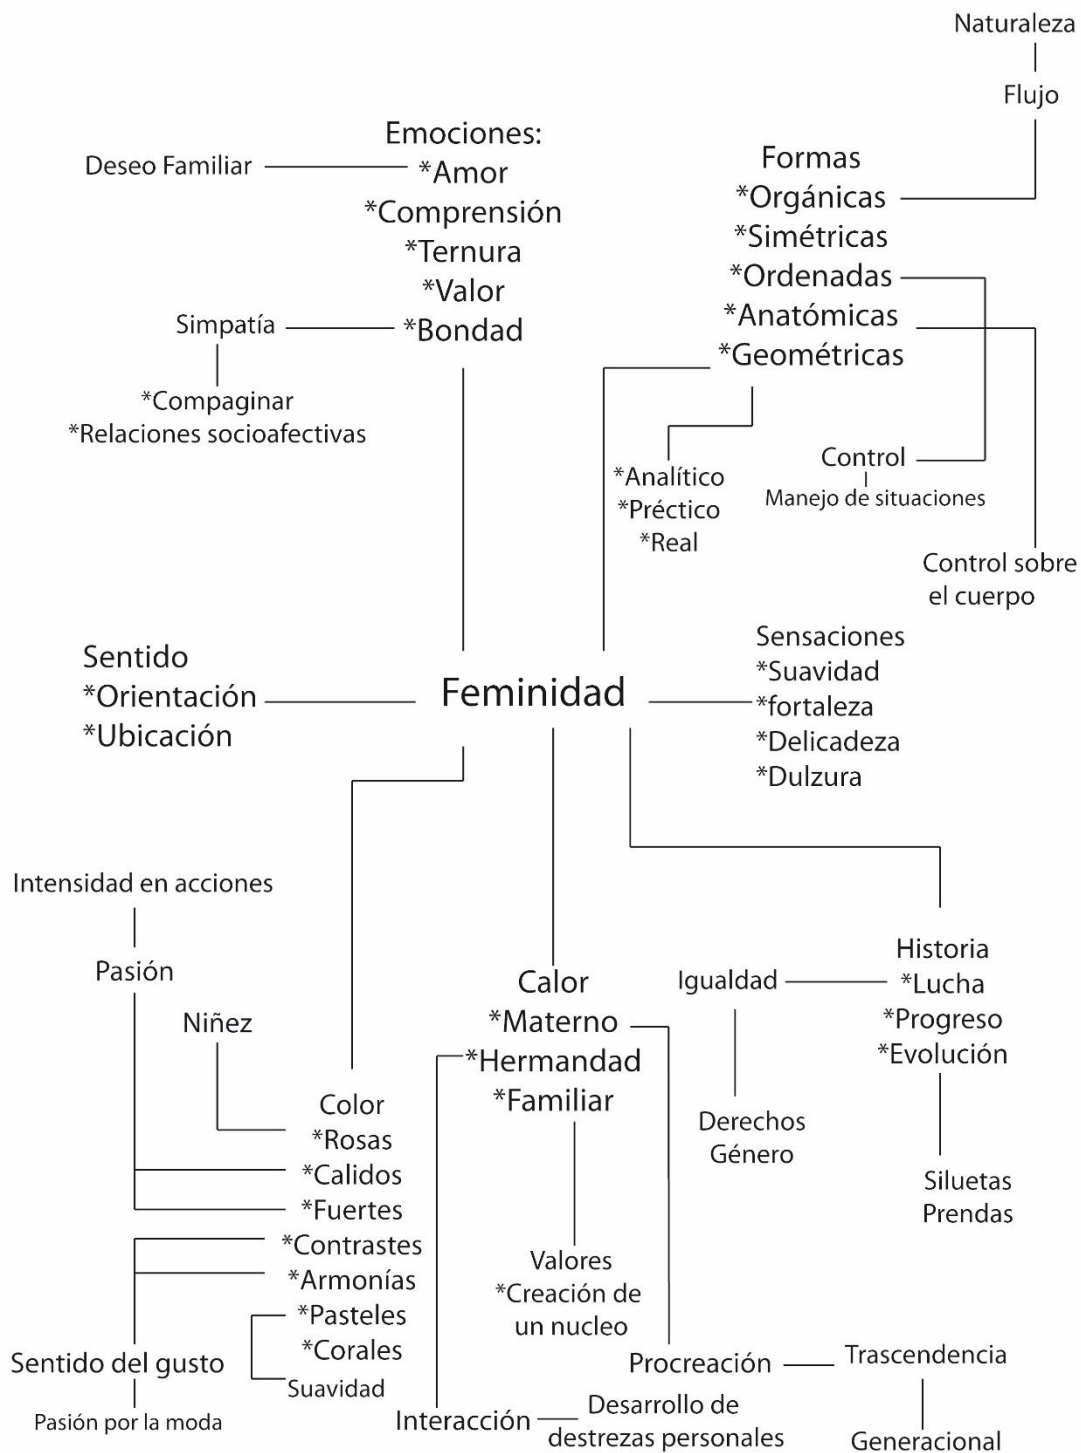 Naturaleza
Flujo
Emociones:
*Amor
*Comprensión
*Ternura
*Valor
*Bondad
Deseo Familiar
Simpatía
*Compaginar
*Relaciones socioafectivas
Formas
*Orgánicas
*Simétricas
*Ordenadas
*Anatómicas
*Geométricas
*Analítico
*Préctico
*Real
Control
Manejo de situaciones
Control sobre
el cuerpo
Sentido
*Orientación
*Ubicación
Feminidad
Sensaciones
*Suavidad
*fortaleza
*Delicadeza
*Dulzura
Intensidad en acciones
Pasión
Niñez
Color
*Rosas
*Calidos
*Fuertes
*Contrastes
*Armonías
*Pasteles
*Corales
Suavidad
Sentido del gusto
Pasión por la moda
Calor
*Materno
*Hermandad
*Familiar
Valores
*Creación de
un nucleo
Interacción
Desarrollo de
destrezas personales
Procreación
Trascendencia
Generacional
Historia
*Lucha
*Progreso
*Evolución
Igualdad
Derechos
Género
Siluetas
Prendas